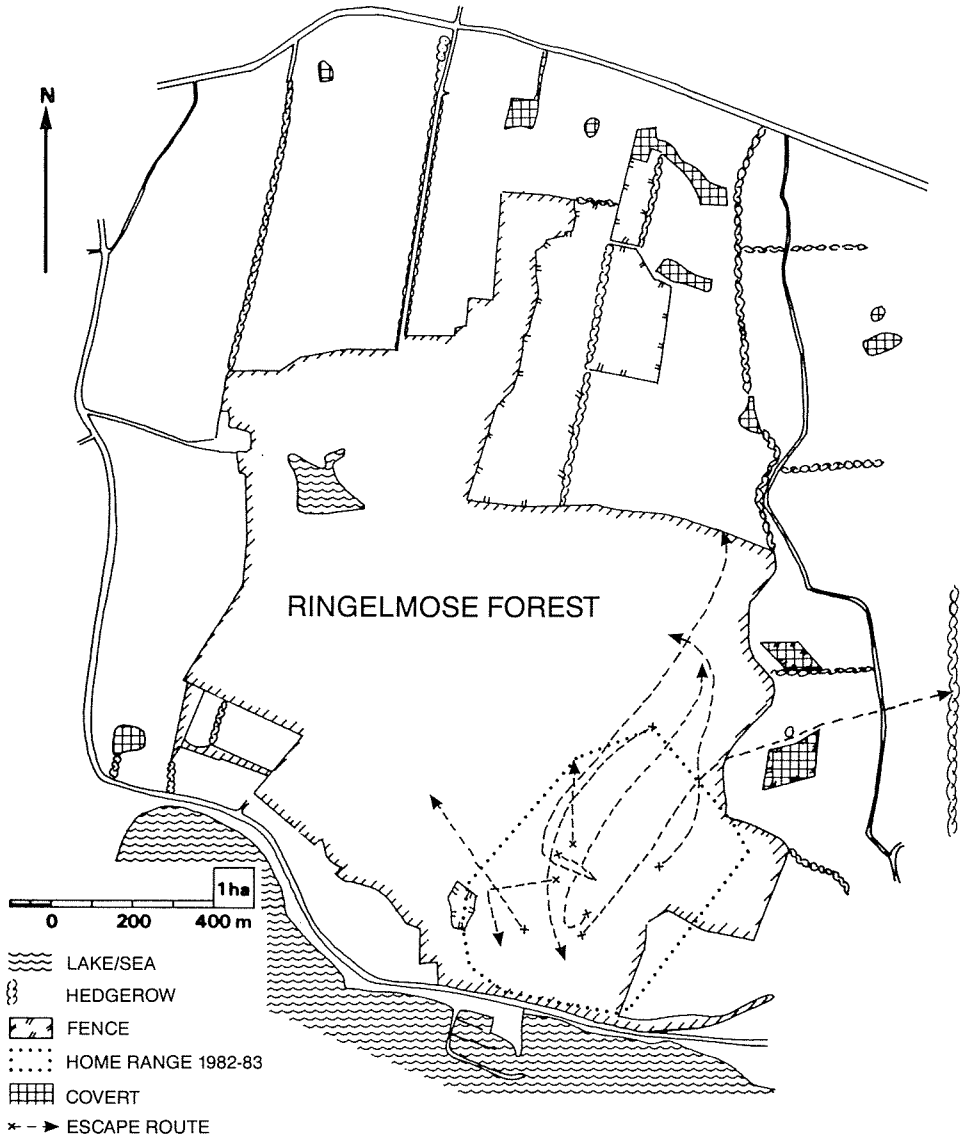 N
RINGELMOSE FOREST
1ha
0 200 400 m
LAKE/SEA
HEDGEROW
FENCE
HOME RANGE 1982-83
COVERT
ESCAPE ROUTE